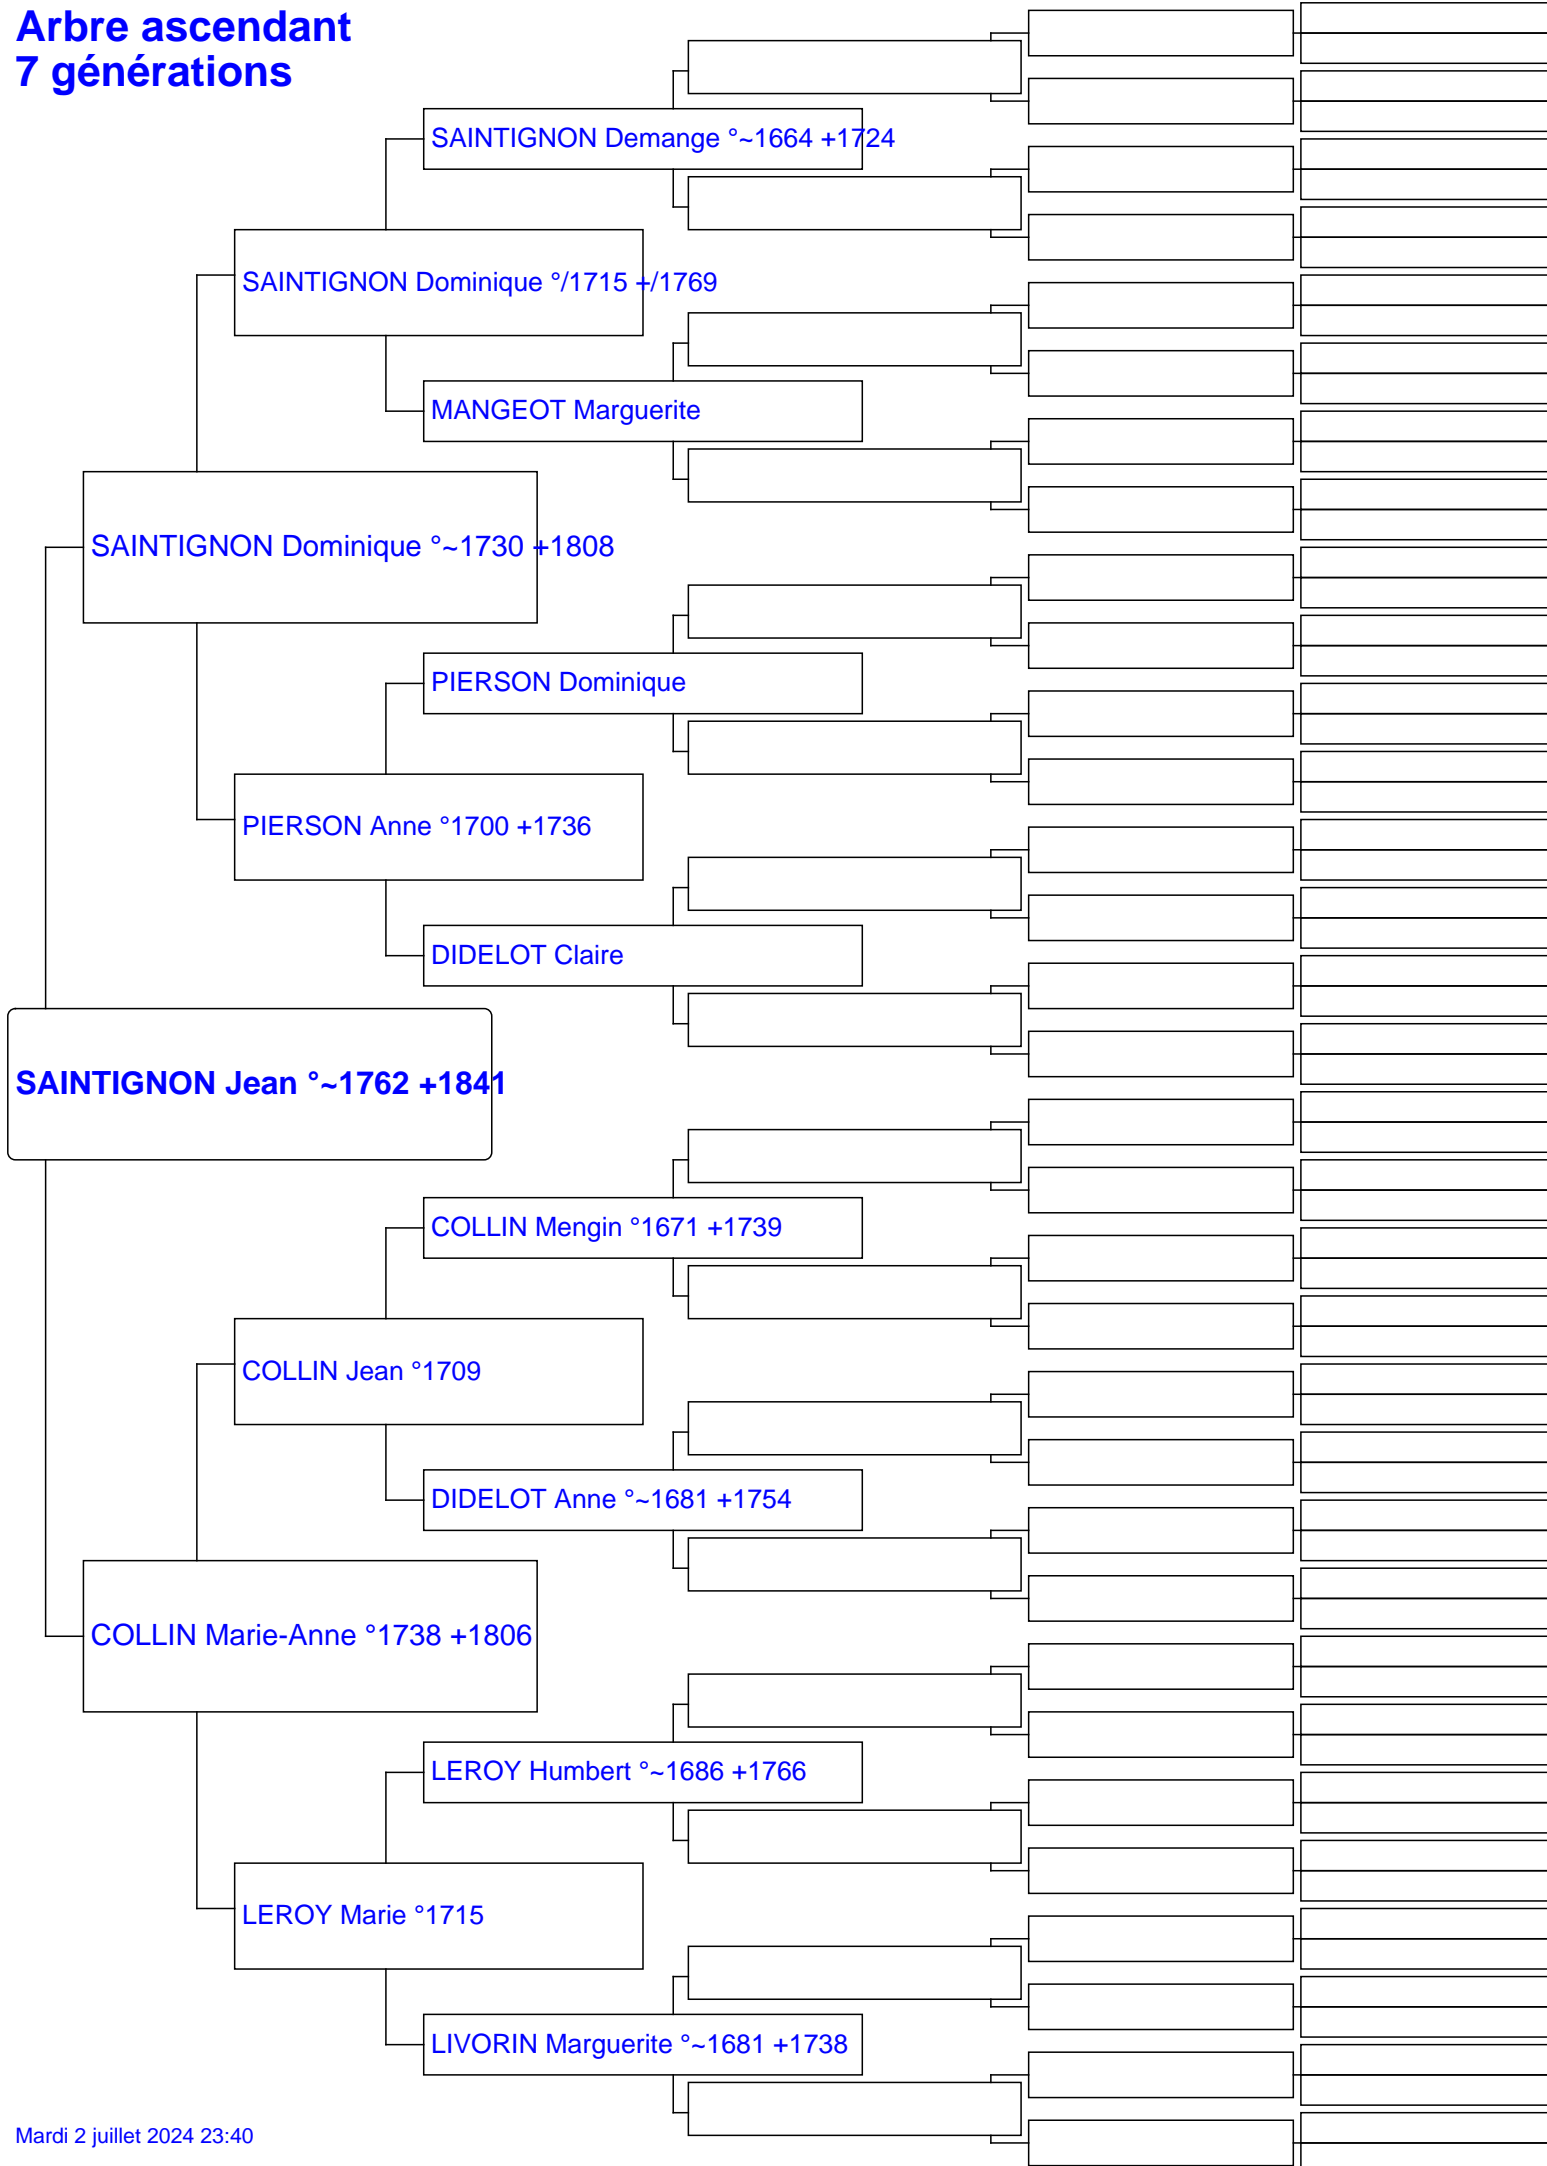 Arbre ascendant
7 générations
SAINTIGNON Demange °~1664 +1724
SAINTIGNON Dominique °/1715 +/1769
MANGEOT Marguerite
SAINTIGNON Dominique °~1730 +1808
PIERSON Dominique
PIERSON Anne °1700 +1736
DIDELOT Claire
SAINTIGNON Jean °~1762 +1841
COLLIN Mengin °1671 +1739
COLLIN Jean °1709
DIDELOT Anne °~1681 +1754
COLLIN Marie-Anne °1738 +1806
LEROY Humbert °~1686 +1766
LEROY Marie °1715
LIVORIN Marguerite °~1681 +1738
Mardi 2 juillet 2024 23:40